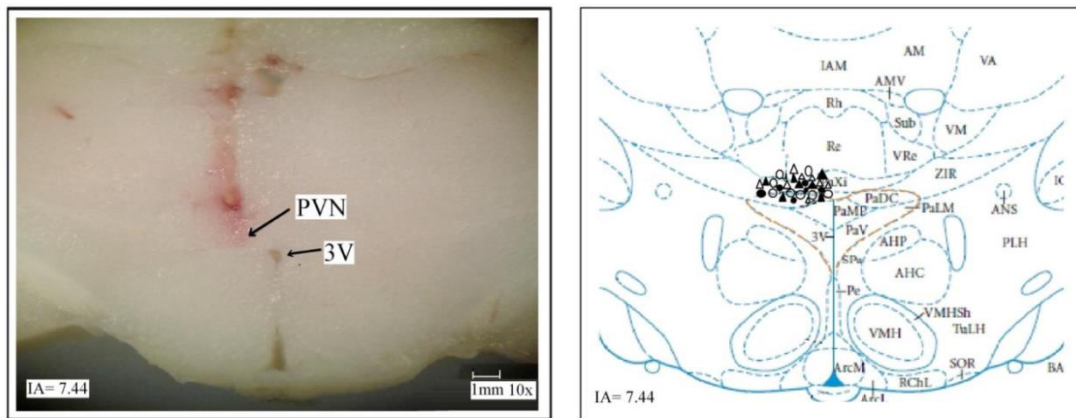 PVN
3V
IA= 7.44
1mm 10x
AM
VA
IAM
AMV
Rh
Sub
VM
Re
VRe
ZIR
Xi
PaDC
PaLM
ANS
PaMP
3V
PaV
AHP
PLH
AHC
Pe
VMHSh
VMH
TuLH
SOR
ArcM
RChL
BA
IA= 7.44